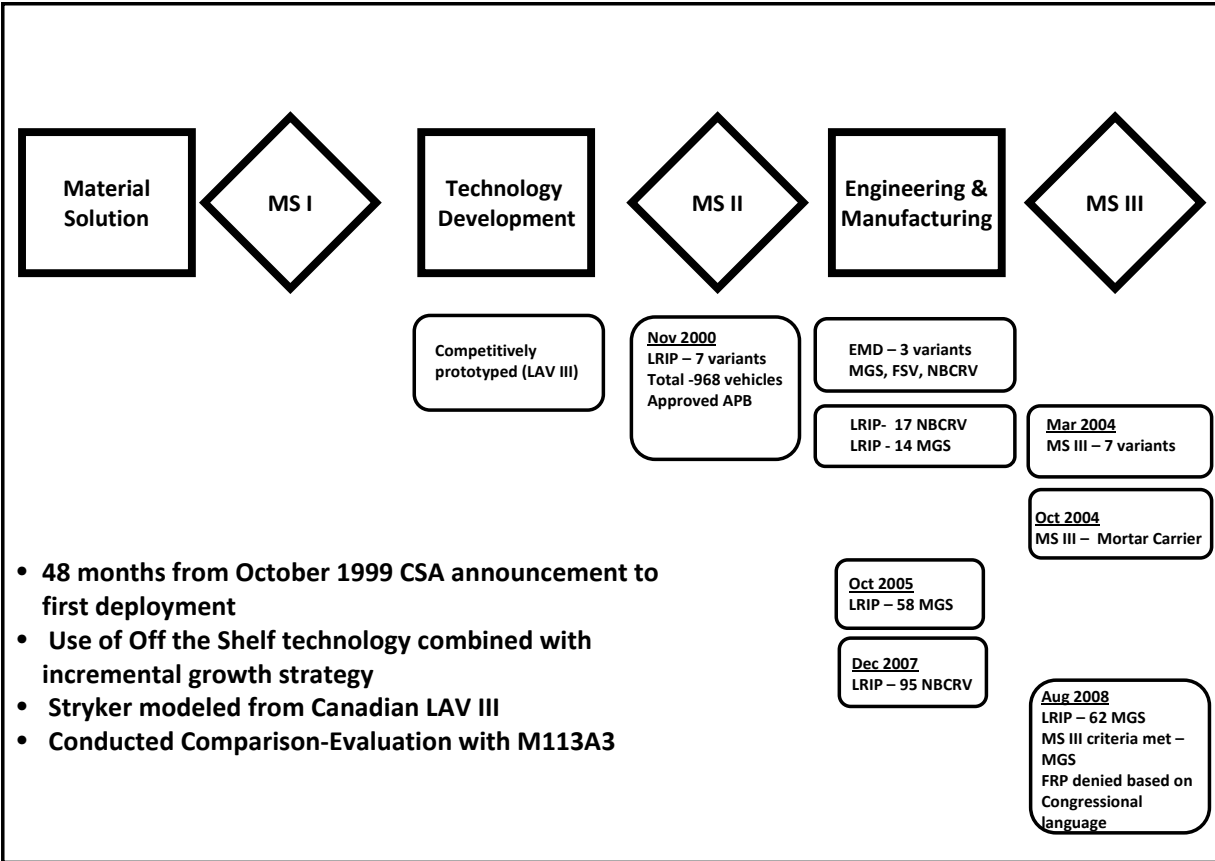 Material
Solution
MS I
Technology
Development
MS II
Engineering &
Manufacturing
MS III
Competitively
prototyped (LAV III)
Nov 2000
LRIP – 7 variants
Total -968 vehicles
Approved APB
EMD – 3 variants
MGS, FSV, NBCRV
LRIP-  17 NBCRV
LRIP - 14 MGS
Mar 2004
MS III – 7 variants
Oct 2004
MS III –  Mortar Carrier
Oct 2005
LRIP – 58 MGS
Dec 2007
LRIP – 95 NBCRV
Aug 2008
LRIP – 62 MGS
MS III criteria met –
MGS
FRP denied based on
Congressional
language
• 48 months from October 1999 CSA announcement to
first deployment
• Use of Off the Shelf technology combined with
incremental growth strategy
• Stryker modeled from Canadian LAV III
• Conducted Comparison-Evaluation with M113A3